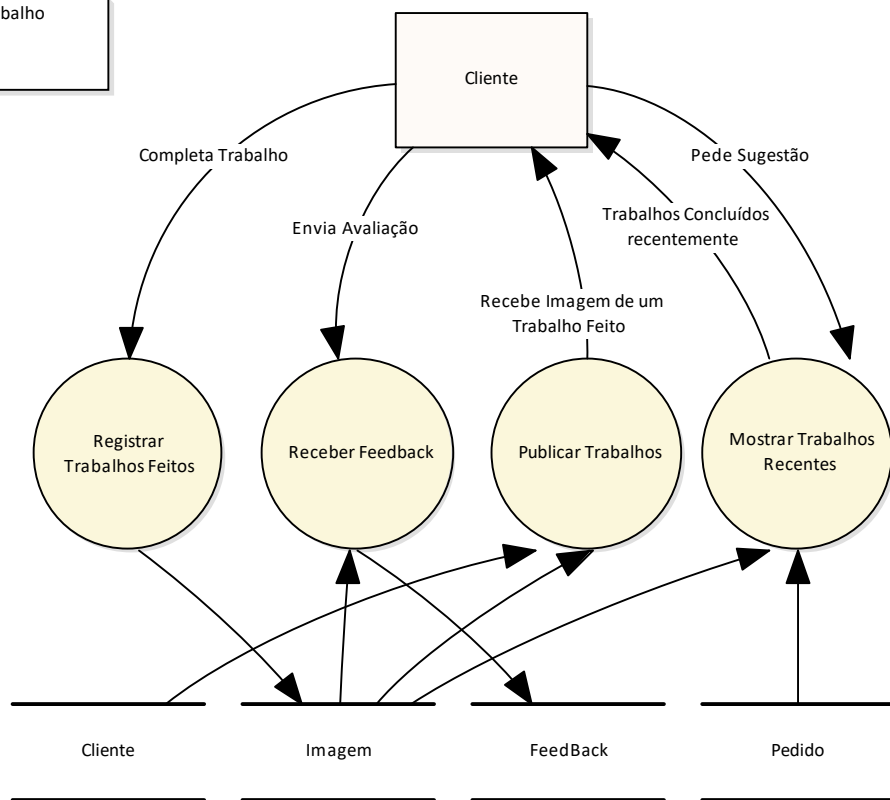 balho
Cliente
Completa Trabalho
Pede Sugestão
Envia Avaliação
Trabalhos Concluídos
recentemente
Recebe Imagem de um
Trabalho Feito
Registrar
Trabalhos Feitos
Receber Feedback
Publicar Trabalhos
Mostrar Trabalhos
Recentes
Cliente
Imagem
FeedBack
Pedido